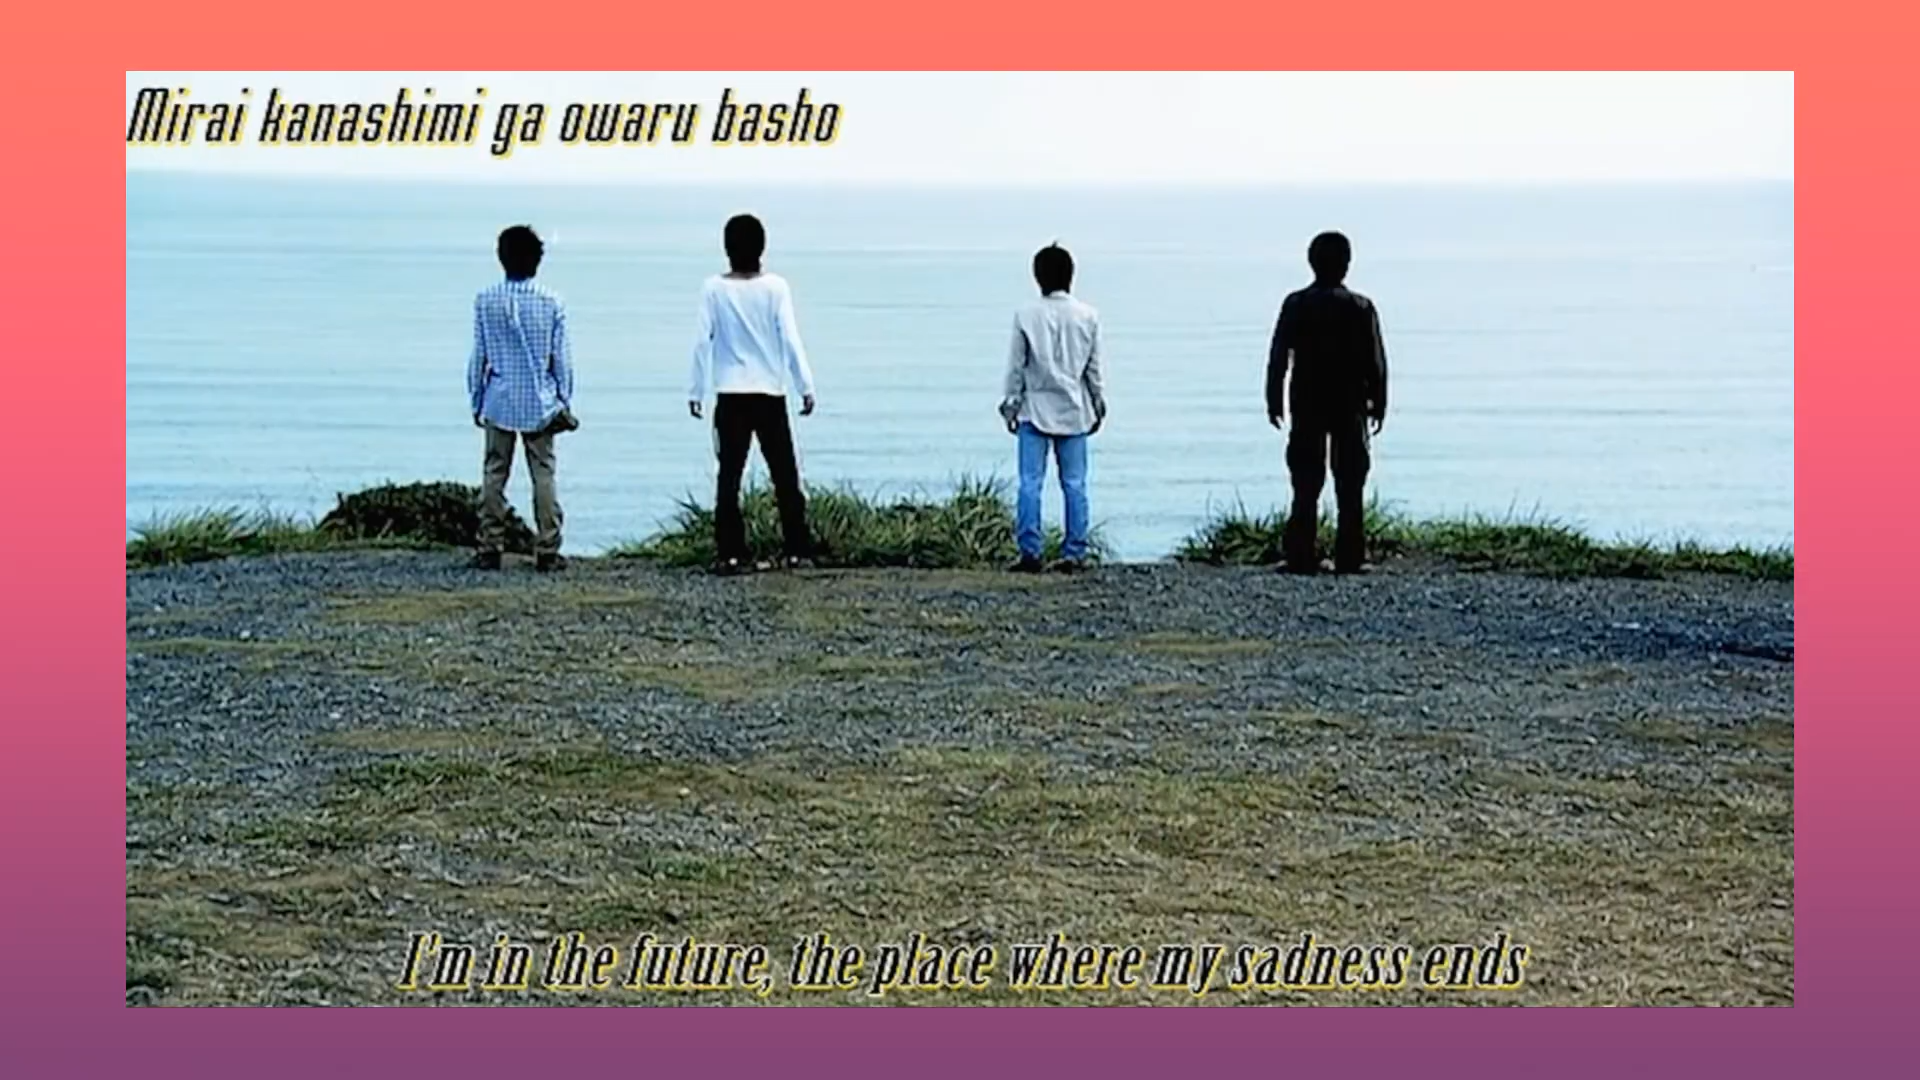 Mirai kanashimi ga owaru basho
I'm in the future, the place where my sadness ends